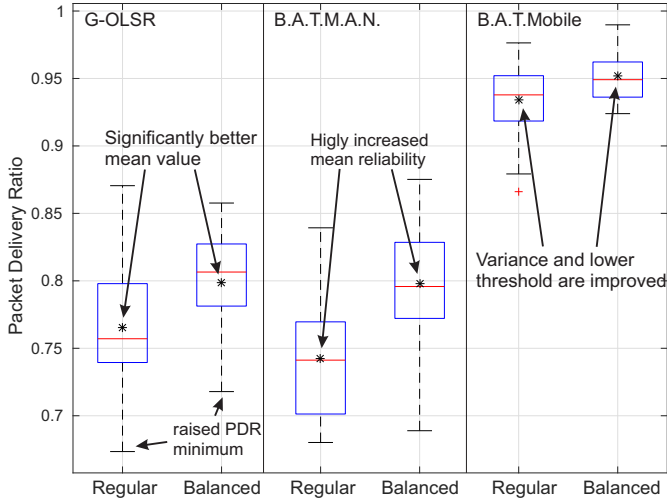 G-OLSR
B.A.T.M.A.N.
B.A.T.Mobile
Packet Delivery Ratio
1
0.95
0.9
0.85
0.8
0.75
0.7
Significantly better
mean value
Higly increased
mean reliability
Variance and lower
threshold are improved
raised PDR
minimum
Regular Balanced Regular Balanced Regular Balanced